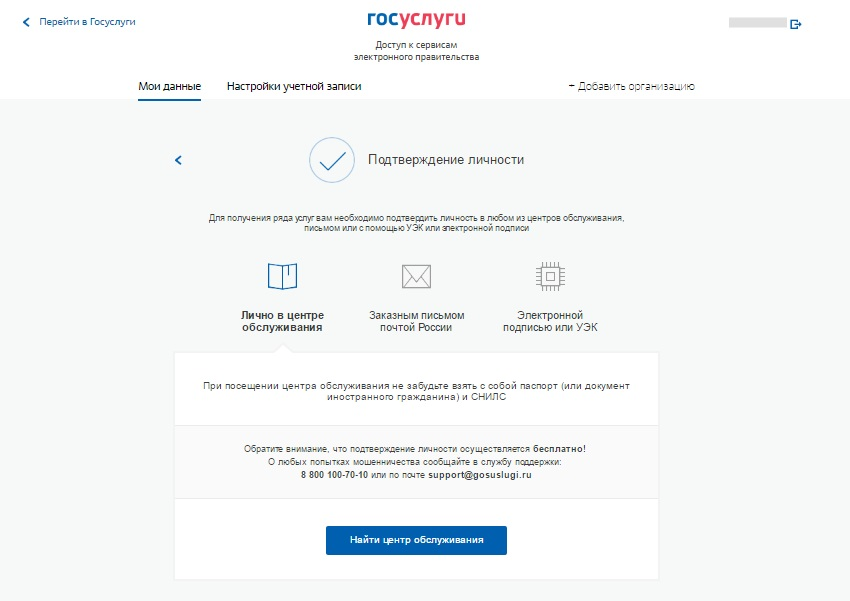 Перейти в Госуслуги
госуслуги
Доступ к сервисам
электронного правительства
Мои данные
Настройки учетной записи
+ Добавить организацию
Подтверждение личности
Для получения ряда услуг вам необходимо подтвердить личность в любом из центров обслуживания,
письмом или с помощью УЭК или электронной подписи
Лично в центре
обслуживания
Заказным письмом
почтой России
Электронной
подписью или УЭК
При посещении центра обслуживания не забудьте взять с собой паспорт (или документ
иностранного гражданина) и СНИЛС
Обратите внимание, что подтверждение личности осуществляется бесплатно!
О любых попытках мошенничества сообщайте в службу поддержки:
8 800 100-70-10 или по почте support@gosuslugi.ru
Найти центр обслуживания